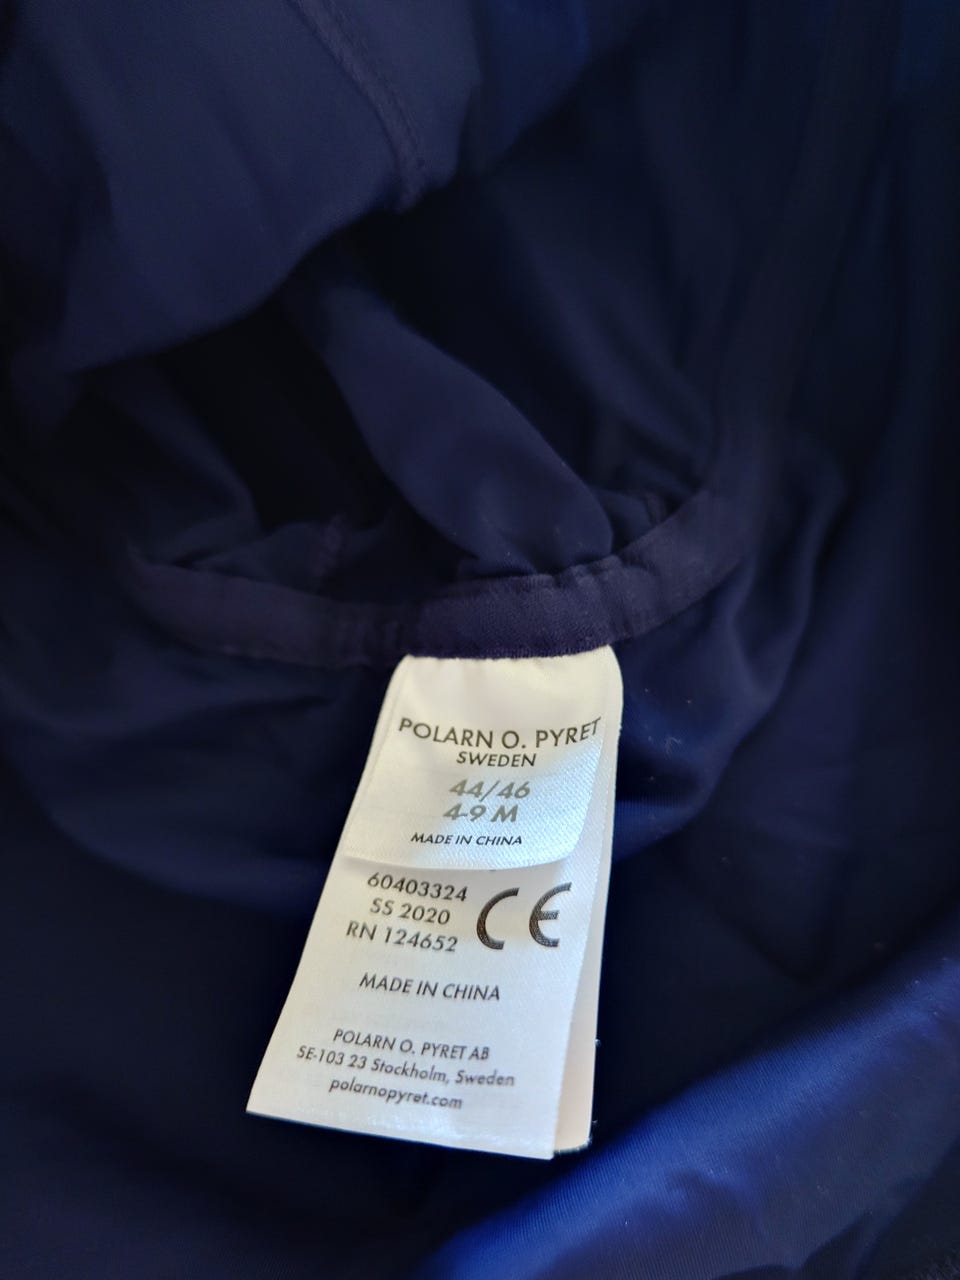 POLARN O. PYRET
SWEDEN
44/46
4-9 M
MADE IN CHINA
60403324
SS 2020
RN 124652
CE
MADE IN CHINA
POLARN O. PYRET AB
SE-103 23 Stockholm, Sweden
polarnopyret.com